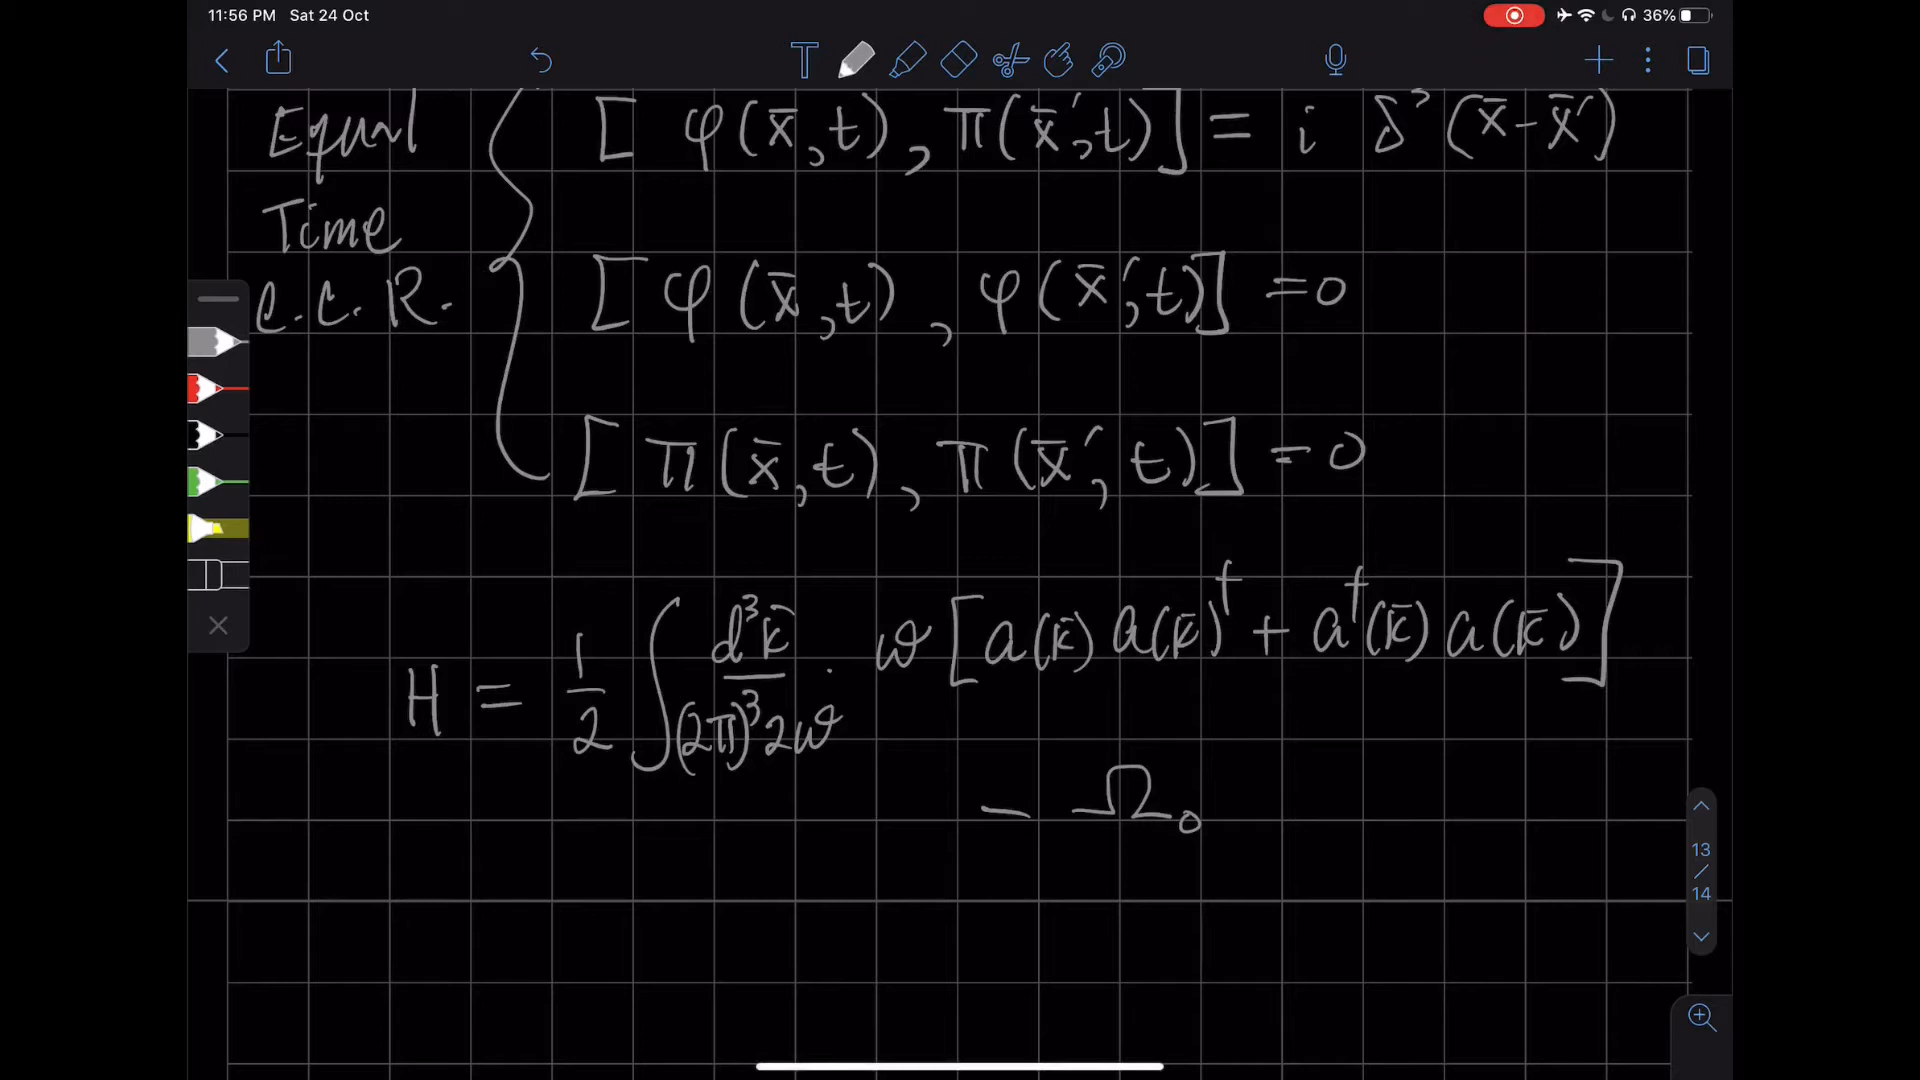 11:56 PM Sat 24 Oct 36%
T
Equal [ φ(x̄,t), π(x̄',t)] = i δ³(x̄-x̄')
Time
C.C.R. [ φ(x̄,t), φ(x̄',t)] =0
[ π(x̄,t), π(x̄',t)] =0
H = 1/2 ∫ d³k̄/(2π)³2ω · ω[a(k̄) a(k̄)† + a†(k̄) a(k̄)]
- Ω₀
13
/
14